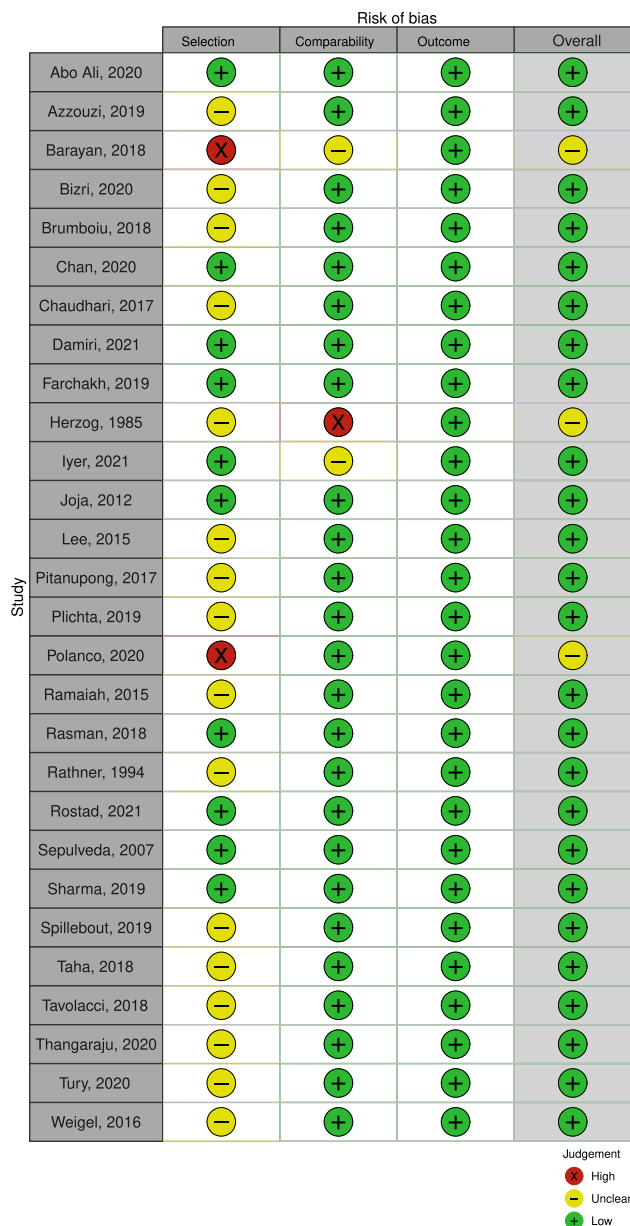 Risk of bias
Selection Comparability Outcome Overall
Abo Ali, 2020 + + + +
Azzouzi, 2019 − + + +
Barayan, 2018 X − + −
Bizri, 2020 − + + +
Brumboiu, 2018 − + + +
Chan, 2020 + + + +
Chaudhari, 2017 − + + +
Damiri, 2021 + + + +
Farchakh, 2019 + + + +
Herzog, 1985 − X + −
Iyer, 2021 + − + +
Joja, 2012 + + + +
Lee, 2015 − + + +
Pitanupong, 2017 − + + +
Plichta, 2019 − + + +
Polanco, 2020 X + + −
Ramaiah, 2015 − + + +
Rasman, 2018 + + + +
Rathner, 1994 − + + +
Rostad, 2021 + + + +
Sepulveda, 2007 + + + +
Sharma, 2019 + + + +
Spillebout, 2019 − + + +
Taha, 2018 − + + +
Tavolacci, 2018 − + + +
Thangaraju, 2020 − + + +
Tury, 2020 − + + +
Weigel, 2016 − + + +
Study
Judgement
X High
− Unclear
+ Low